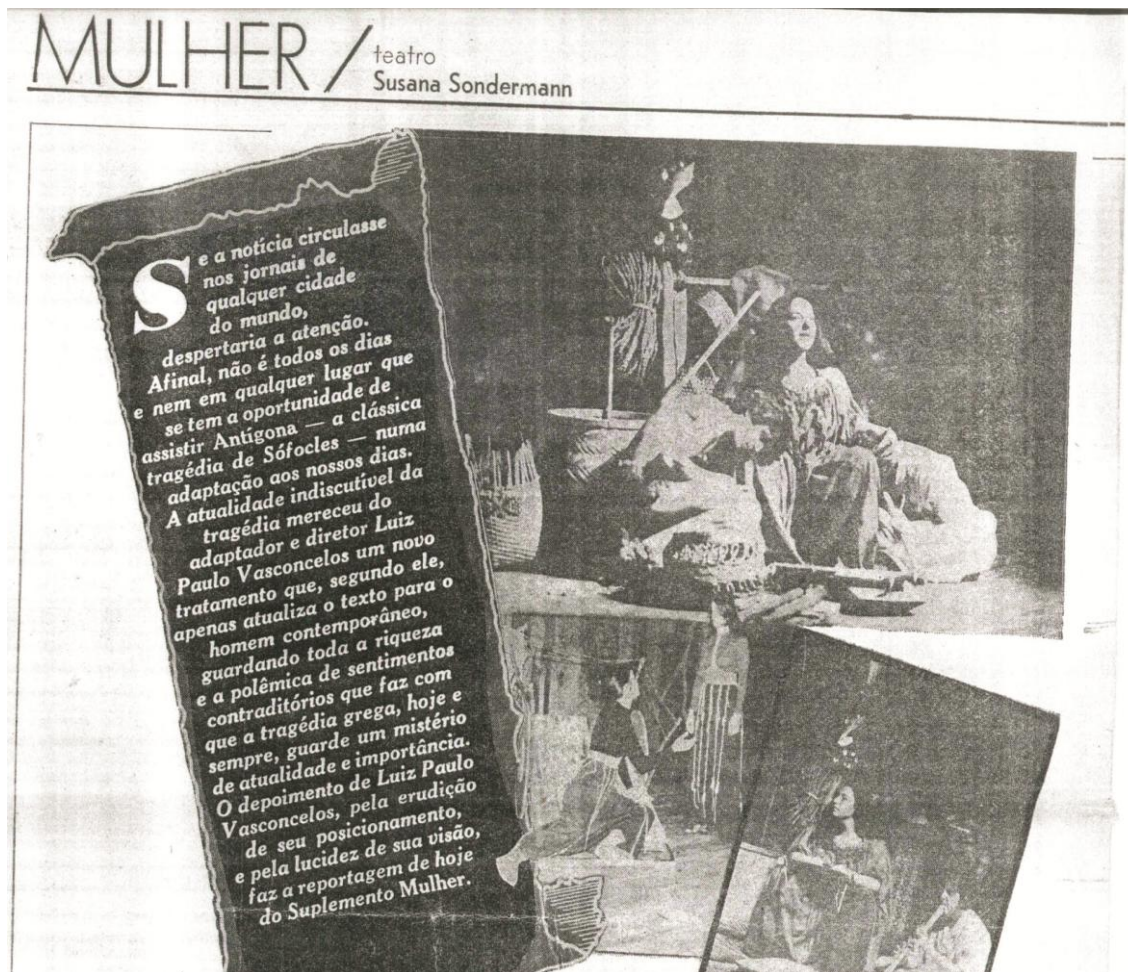 MULHER / teatro
Susana Sondermann
Se a notícia circulasse
nos jornais de
qualquer cidade
do mundo,
despertaria a atenção.
Afinal, não é todos os dias
e nem em qualquer lugar que
se tem a oportunidade de
assistir Antígona — a clássica
tragédia de Sófocles — numa
adaptação aos nossos dias.
A atualidade indiscutível da
tragédia mereceu do
adaptador e diretor Luiz
Paulo Vasconcelos um novo
tratamento que, segundo ele,
apenas atualiza o texto para o
homem contemporâneo,
guardando toda a riqueza
e a polêmica de sentimentos
contraditórios que faz com
que a tragédia grega, hoje e
sempre, guarde um mistério
de atualidade e importância.
O depoimento de Luiz Paulo
Vasconcelos, pela erudição
de seu posicionamento,
e pela lucidez de sua visão,
faz a reportagem de hoje
do Suplemento Mulher.